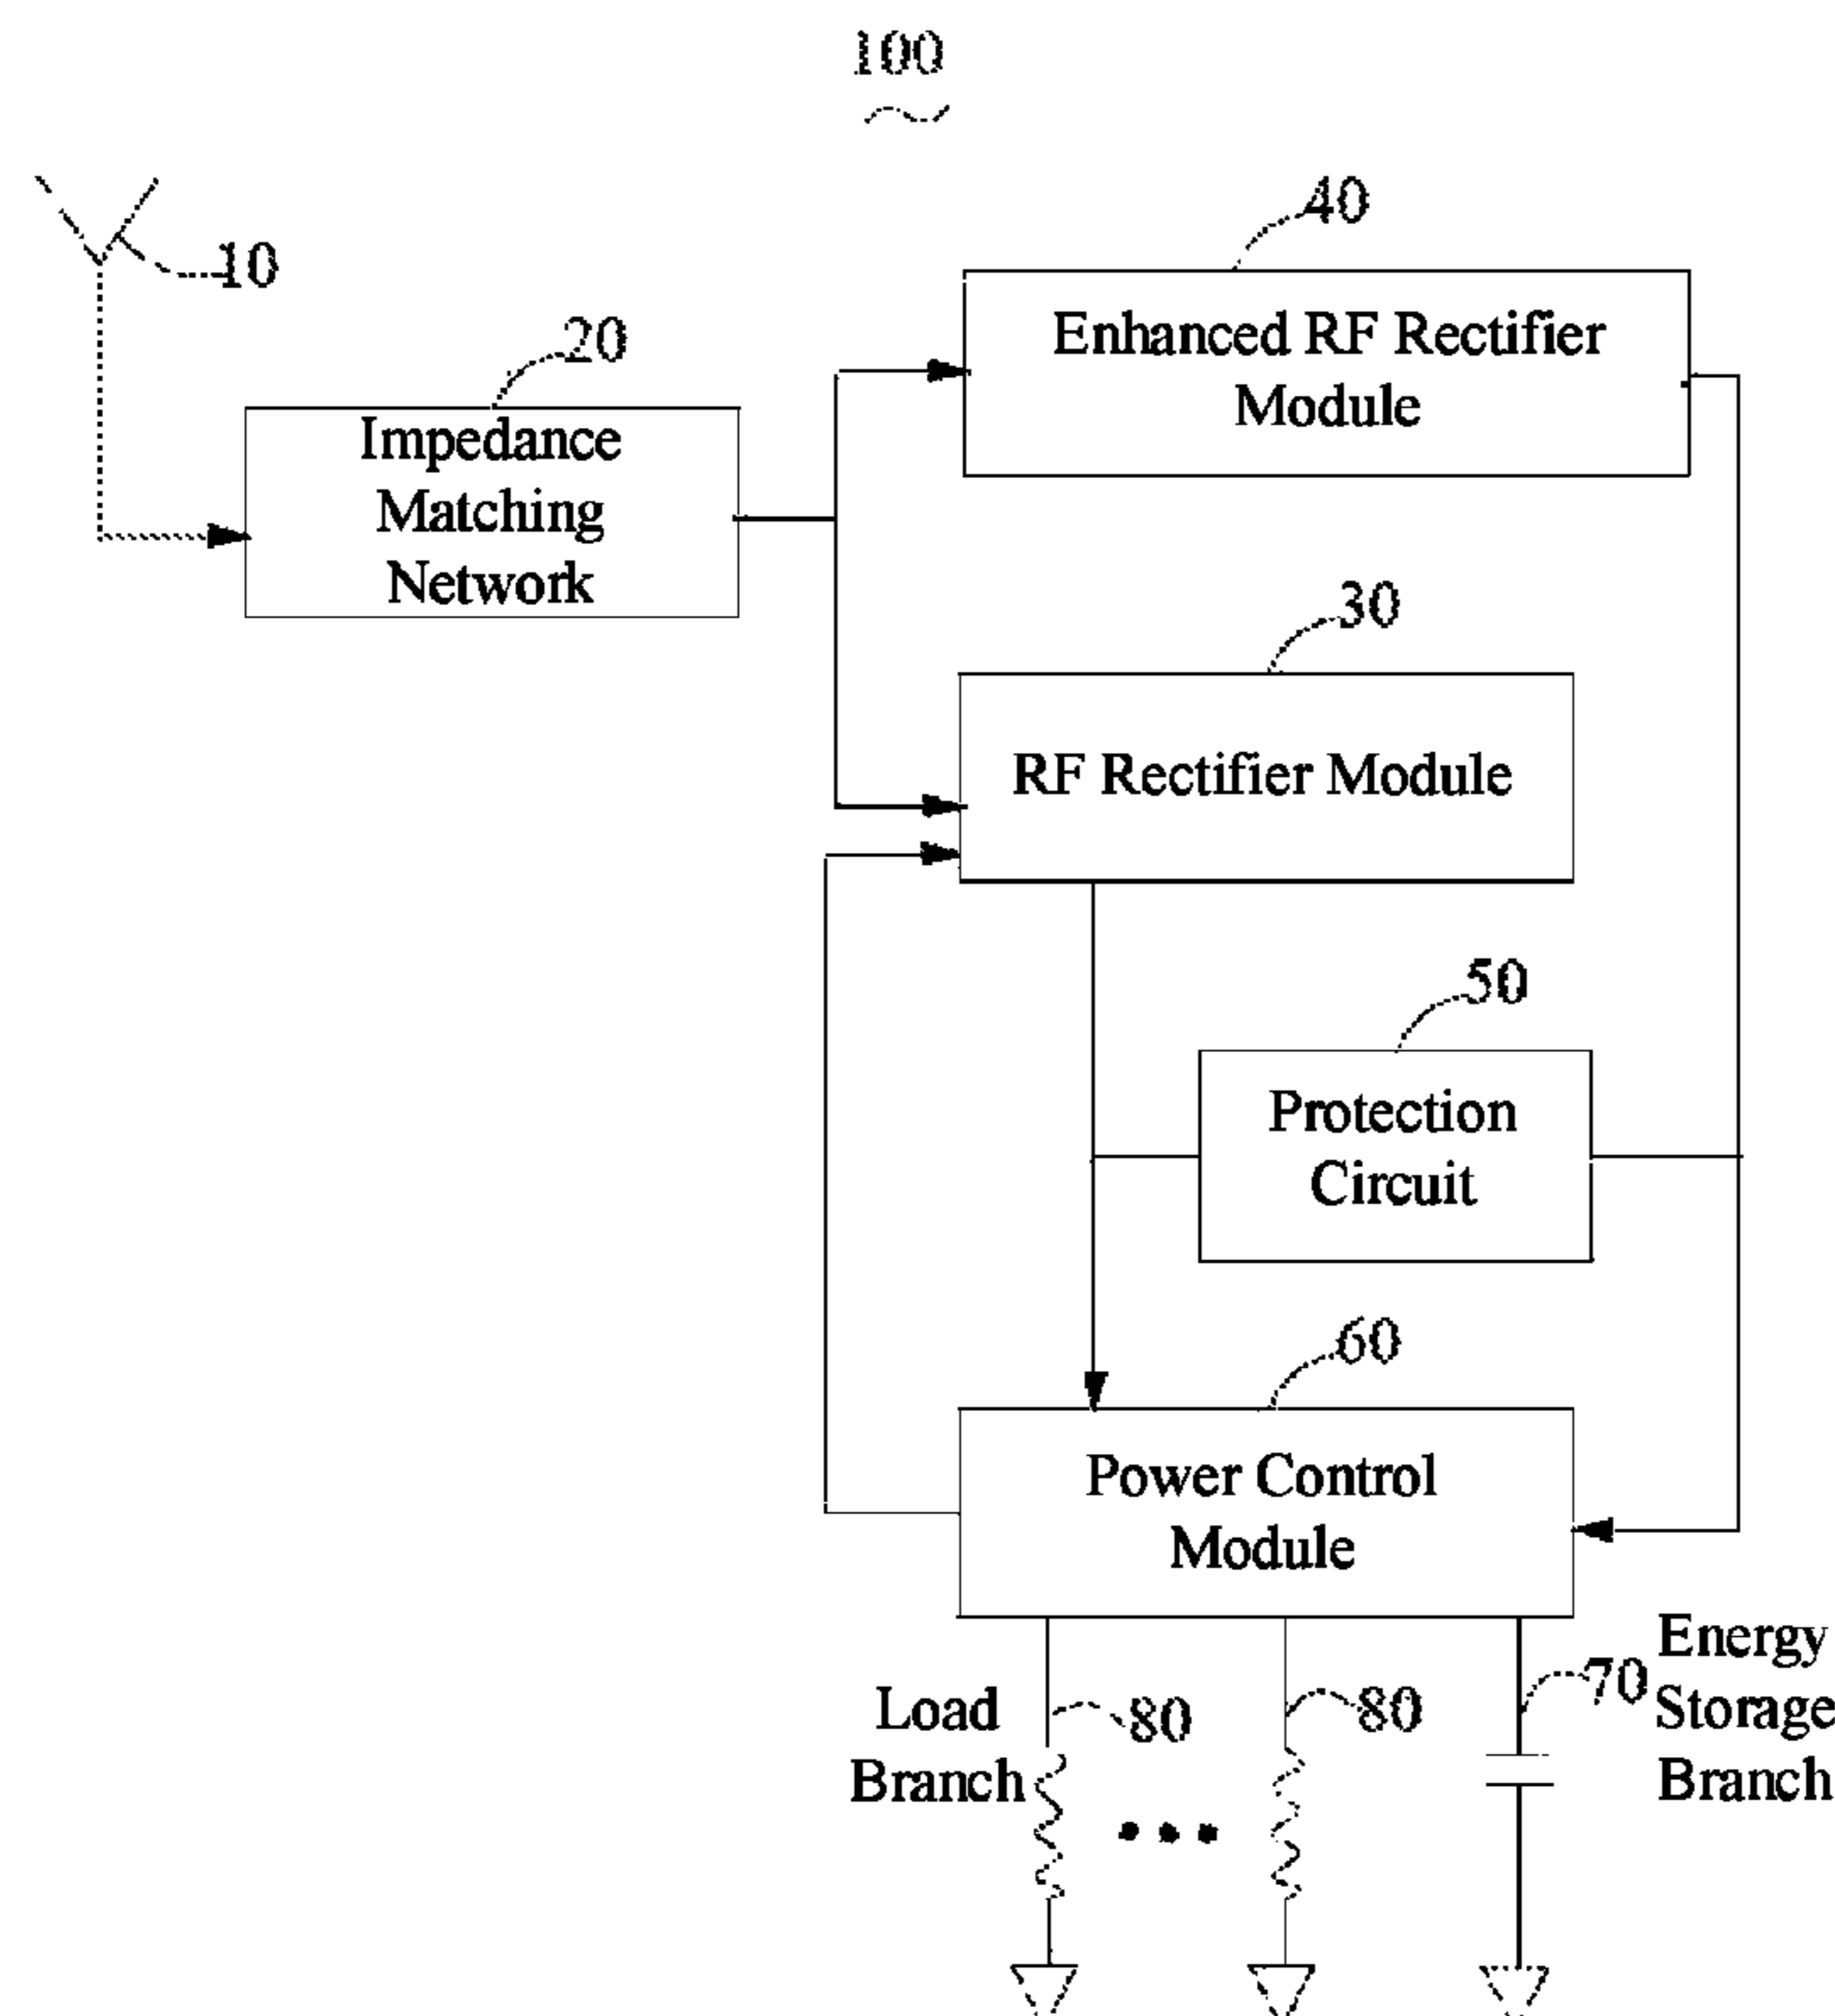 100
40
10
Enhanced RF Rectifier
Module
20
Impedance
Matching
Network
30
RF Rectifier Module
50
Protection
Circuit
60
Power Control
Module
Load
Branch
80
80
70
Energy
Storage
Branch